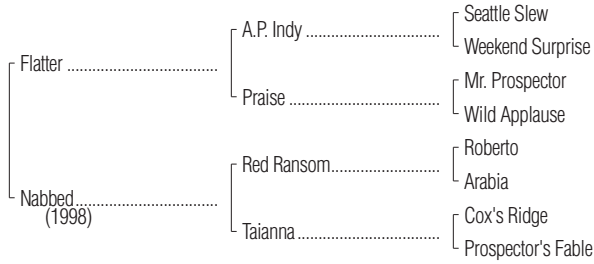 Seattle Slew
A.P. Indy
Weekend Surprise
Flatter
Mr. Prospector
Praise
Wild Applause
Roberto
Red Ransom
Arabia
Nabbed
(1998)
Cox's Ridge
Taianna
Prospector's Fable